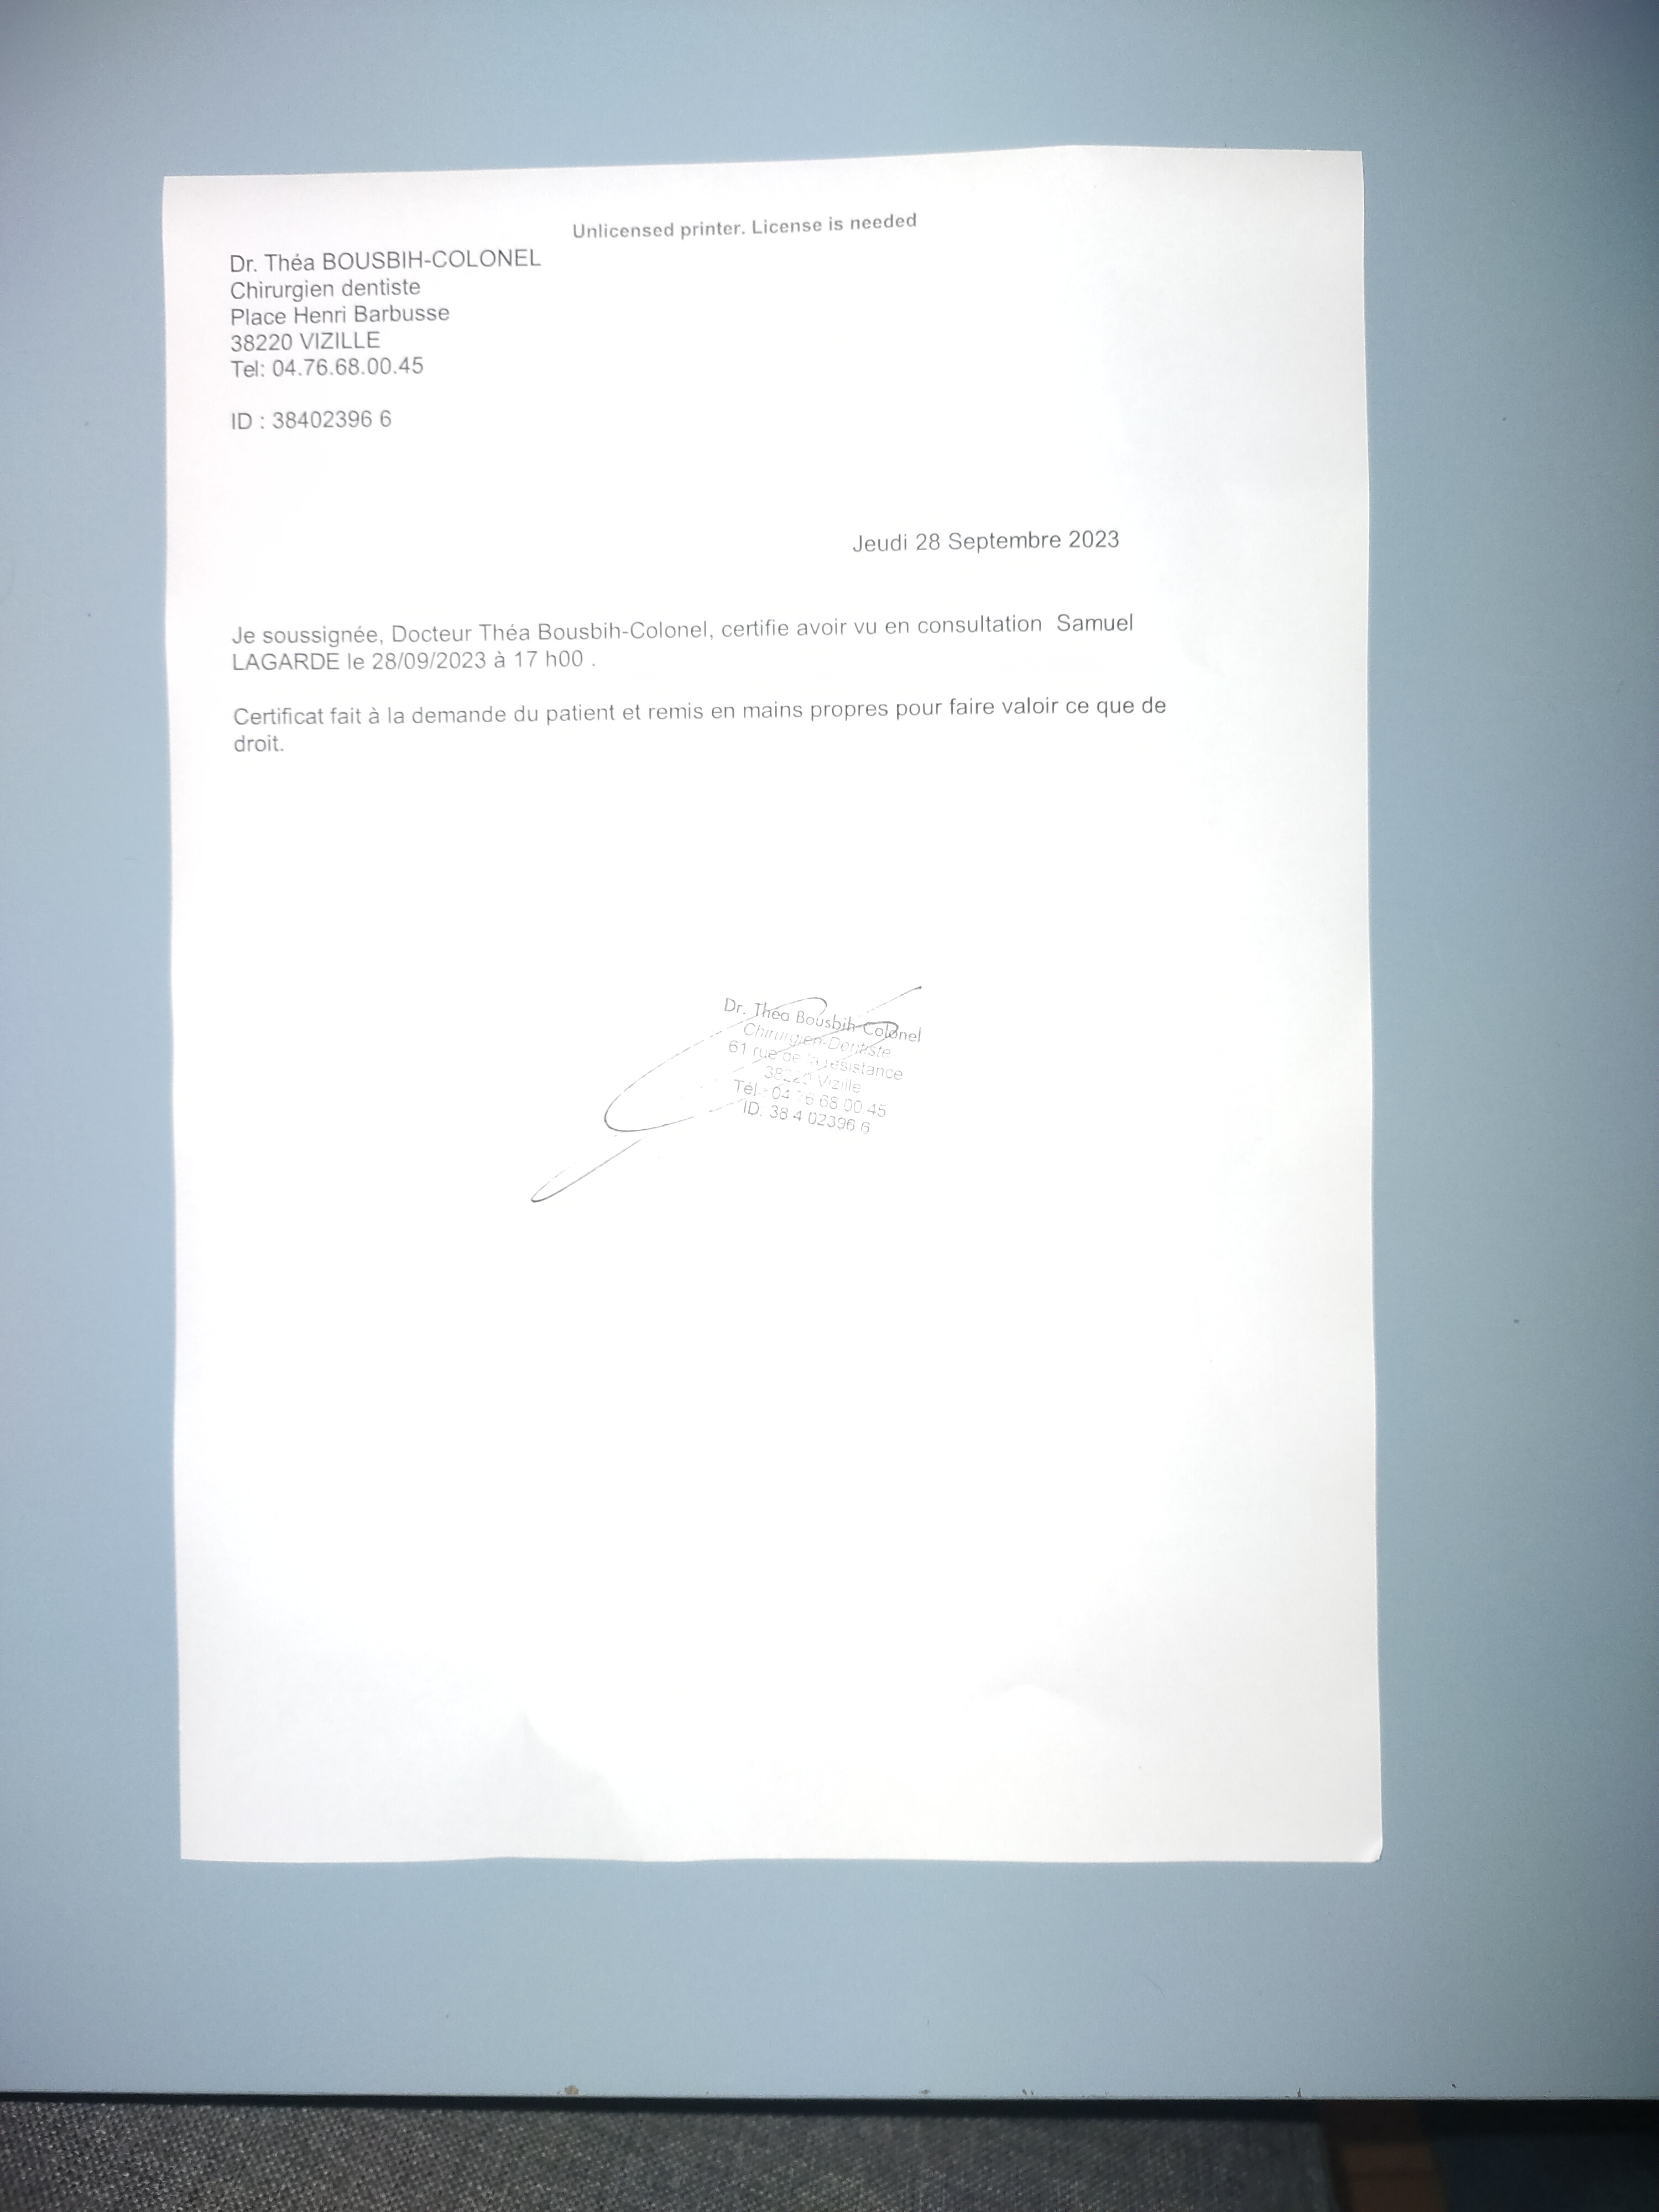 Unlicensed printer. License is needed
Dr. Théa BOUSBIH-COLONEL
Chirurgien dentiste
Place Henri Barbusse
38220 VIZILLE
Tel: 04.76.68.00.45
ID : 38402396 6
Jeudi 28 Septembre 2023
Je soussignée, Docteur Théa Bousbih-Colonel, certifie avoir vu en consultation  Samuel
LAGARDE le 28/09/2023 à 17 h00 .
Certificat fait à la demande du patient et remis en mains propres pour faire valoir ce que de
droit.
Dr. Théa Bousbih-Colonel
Chirurgien-Dentiste
61 rue de la résistance
38220 Vizille
Tél.- 04 76 68 00 45
ID. 38 4 02396 6